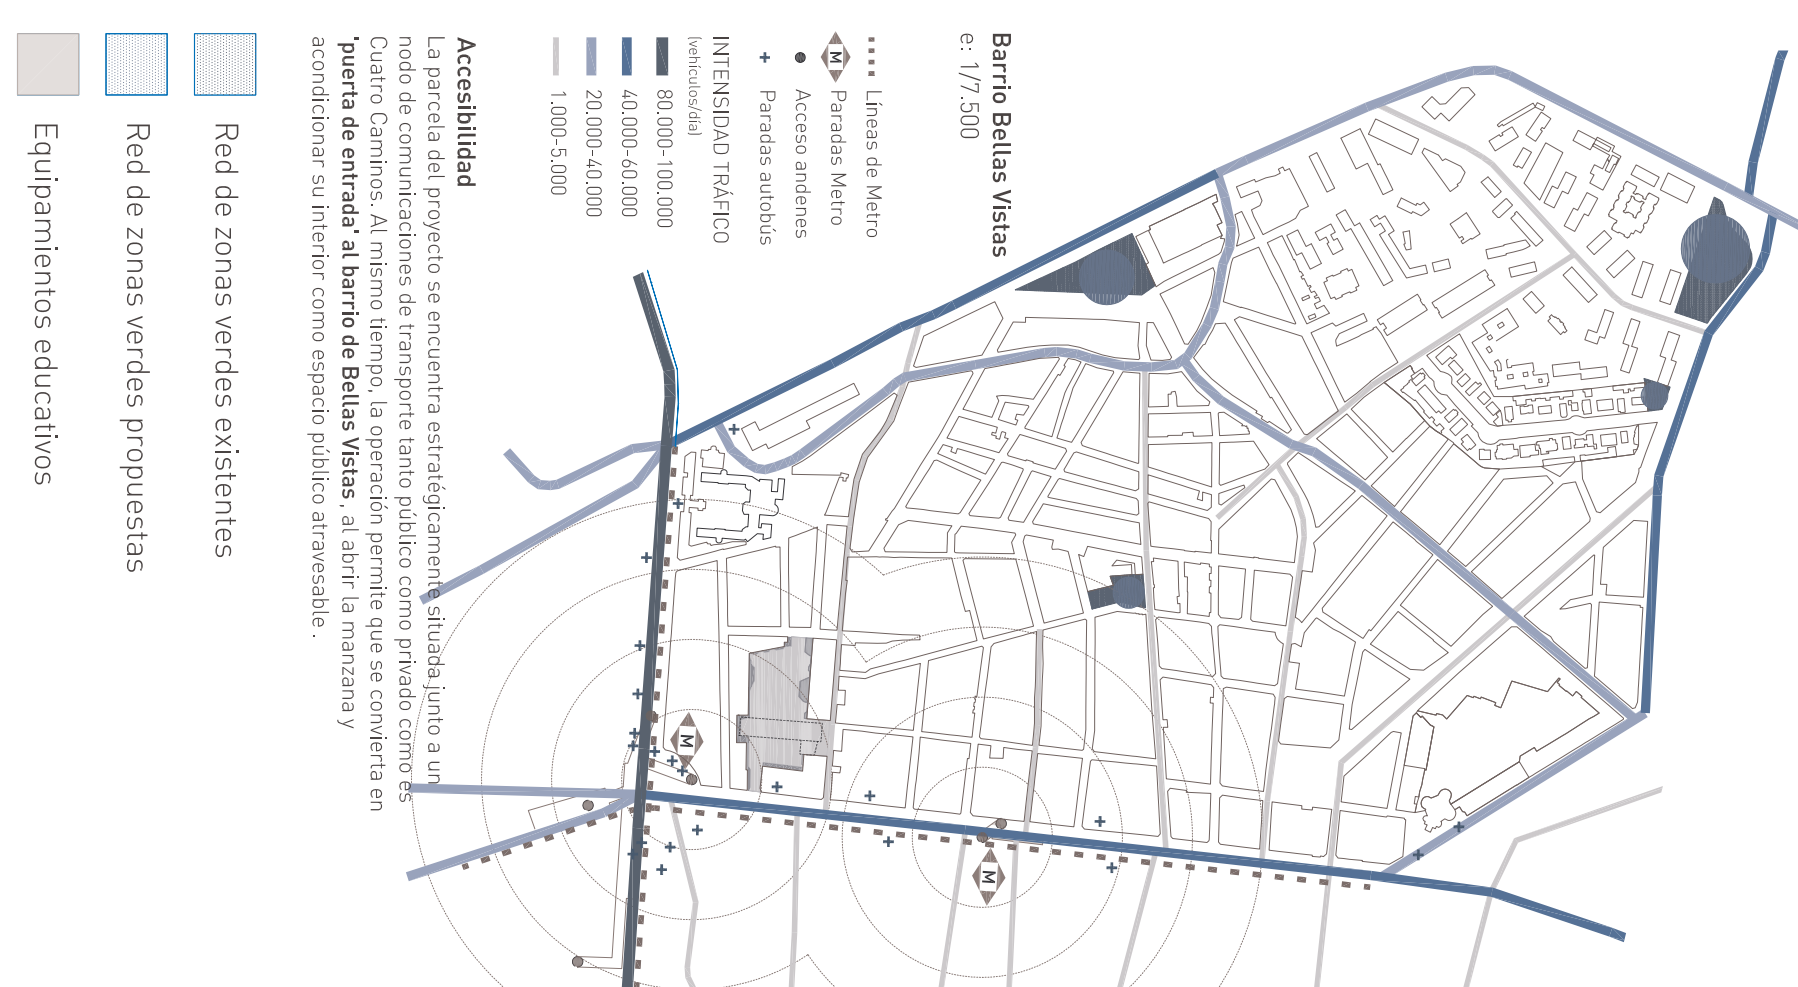 Barrio Bellas Vistas
e: 1/7.500
Líneas de Metro
M
Paradas Metro
Acceso andenes
Paradas autobús
INTENSIDAD TRÁFICO
(vehículos/día)
80.000-100.000
40.000-60.000
20.000-40.000
1.000-5.000
Accesibilidad
La parcela del proyecto se encuentra estratégicamente situada junto a un
nodo de comunicaciones de transporte tanto público como privado como es
Cuatro Caminos. Al mismo tiempo, la operación permite que se convierta en
'puerta de entrada' al barrio de Bellas Vistas, al abrir la manzana y
acondicionar su interior como espacio público atravesable .
Red de zonas verdes existentes
Red de zonas verdes propuestas
Equipamientos educativos
M
M